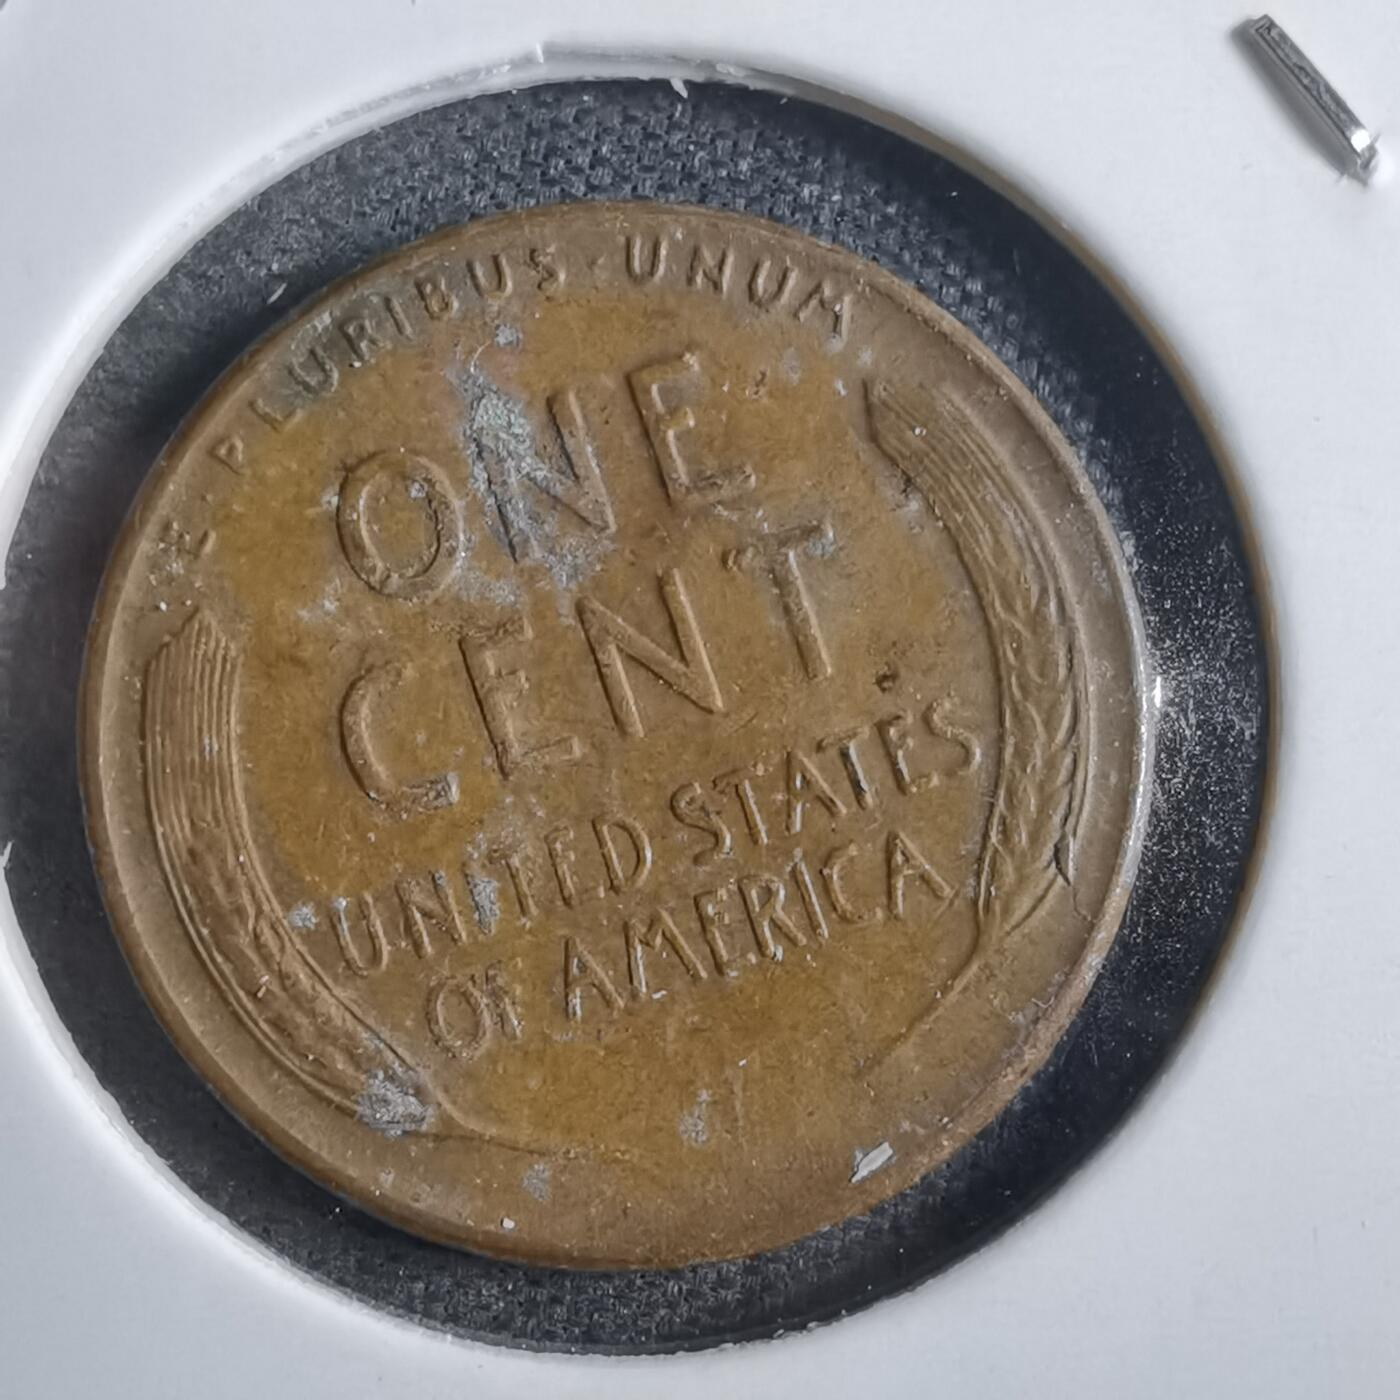 E PLURIBUS·UNUM
ONE
CENT
UNITED STATES
OF AMERICA